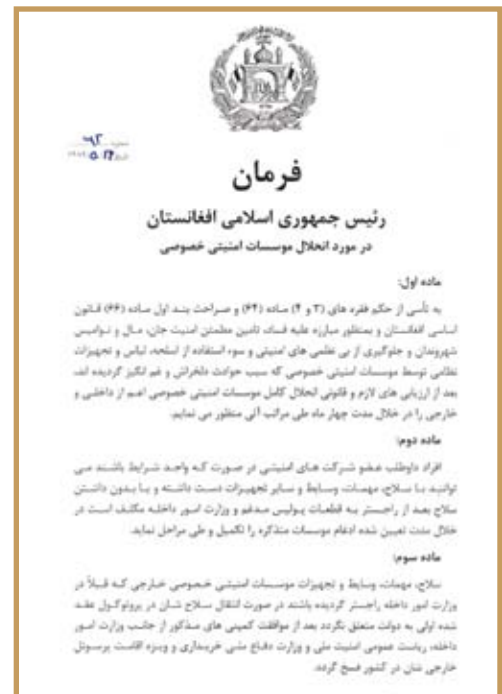 فرمان
رئیس جمهوری اسلامی افغانستان
در مورد انحلال موسسات امنیتی خصوصی
ماده اول:
به تأسی از حکم فقره های (۳ و ۴) ماده (۶۴) و صراحت بند اول ماده (۶۶) قانون
اساسی افغانستان و بمنظور مبارزه علیه فساد، تامین مطمئن امنیت جان، مال و نوامیس
شهروندان و جلوگیری از بی نظمی های امنیتی و سوء استفاده از اسلحه، لباس و تجهیزات
نظامی توسط موسسات امنیتی خصوصی که سبب حوادث دلخراش و غم انگیز گردیده اند،
بعد از ارزیابی های لازم و قانونی انحلال کامل موسسات امنیتی خصوصی اعم از داخلی و
خارجی را در خلال مدت چهار ماه طی مراتب آتی منظور می نمایم.
ماده دوم:
افراد داوطلب عضو شرکت های امنیتی در صورت که واجد شرایط باشند می
توانید با سلاح، مهمات، وسایط و سایر تجهیزات دست داشته و یا بدون داشتن
سلاح بعد از راجستر به قطعات پولیس مدغم و وزارت امور داخله مکلف است در
خلال مدت تعیین شده ادغام موسسات متذکره را تکمیل و طی مراحل نماید.
ماده سوم:
سلاح، مهمات، وسایط و تجهیزات موسسات امنیتی خصوصی خارجی که قبلاً در
وزارت امور داخله راجستر گردیده باشند در صورت انتقال سلاح شان در پروتوکول عقد
شده اولی به دولت متعلق نگردد بعد از موافقت کمپنی های مذکور از جانب وزارت امور
داخله، ریاست عمومی امنیت ملی و وزارت دفاع ملی خریداری و ویزه اقامت پرسونل
خارجی شان در کشور فسخ گردد.